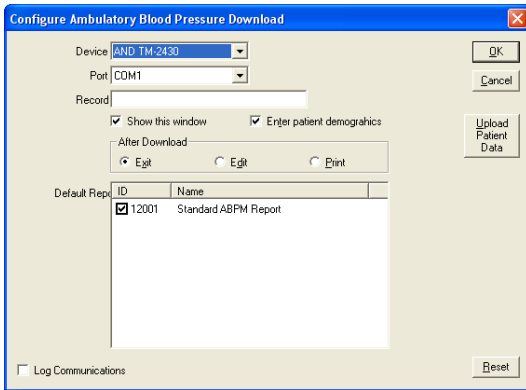 Configure Ambulatory Blood Pressure Download
Device AND TM-2430
OK
Port COM1
Cancel
Record
Show this window Enter patient demograhics
Upload
Patient
Data
After Download
Exit Edit Print
Default Repo ID Name
12001 Standard ABPM Report
Log Communications
Reset